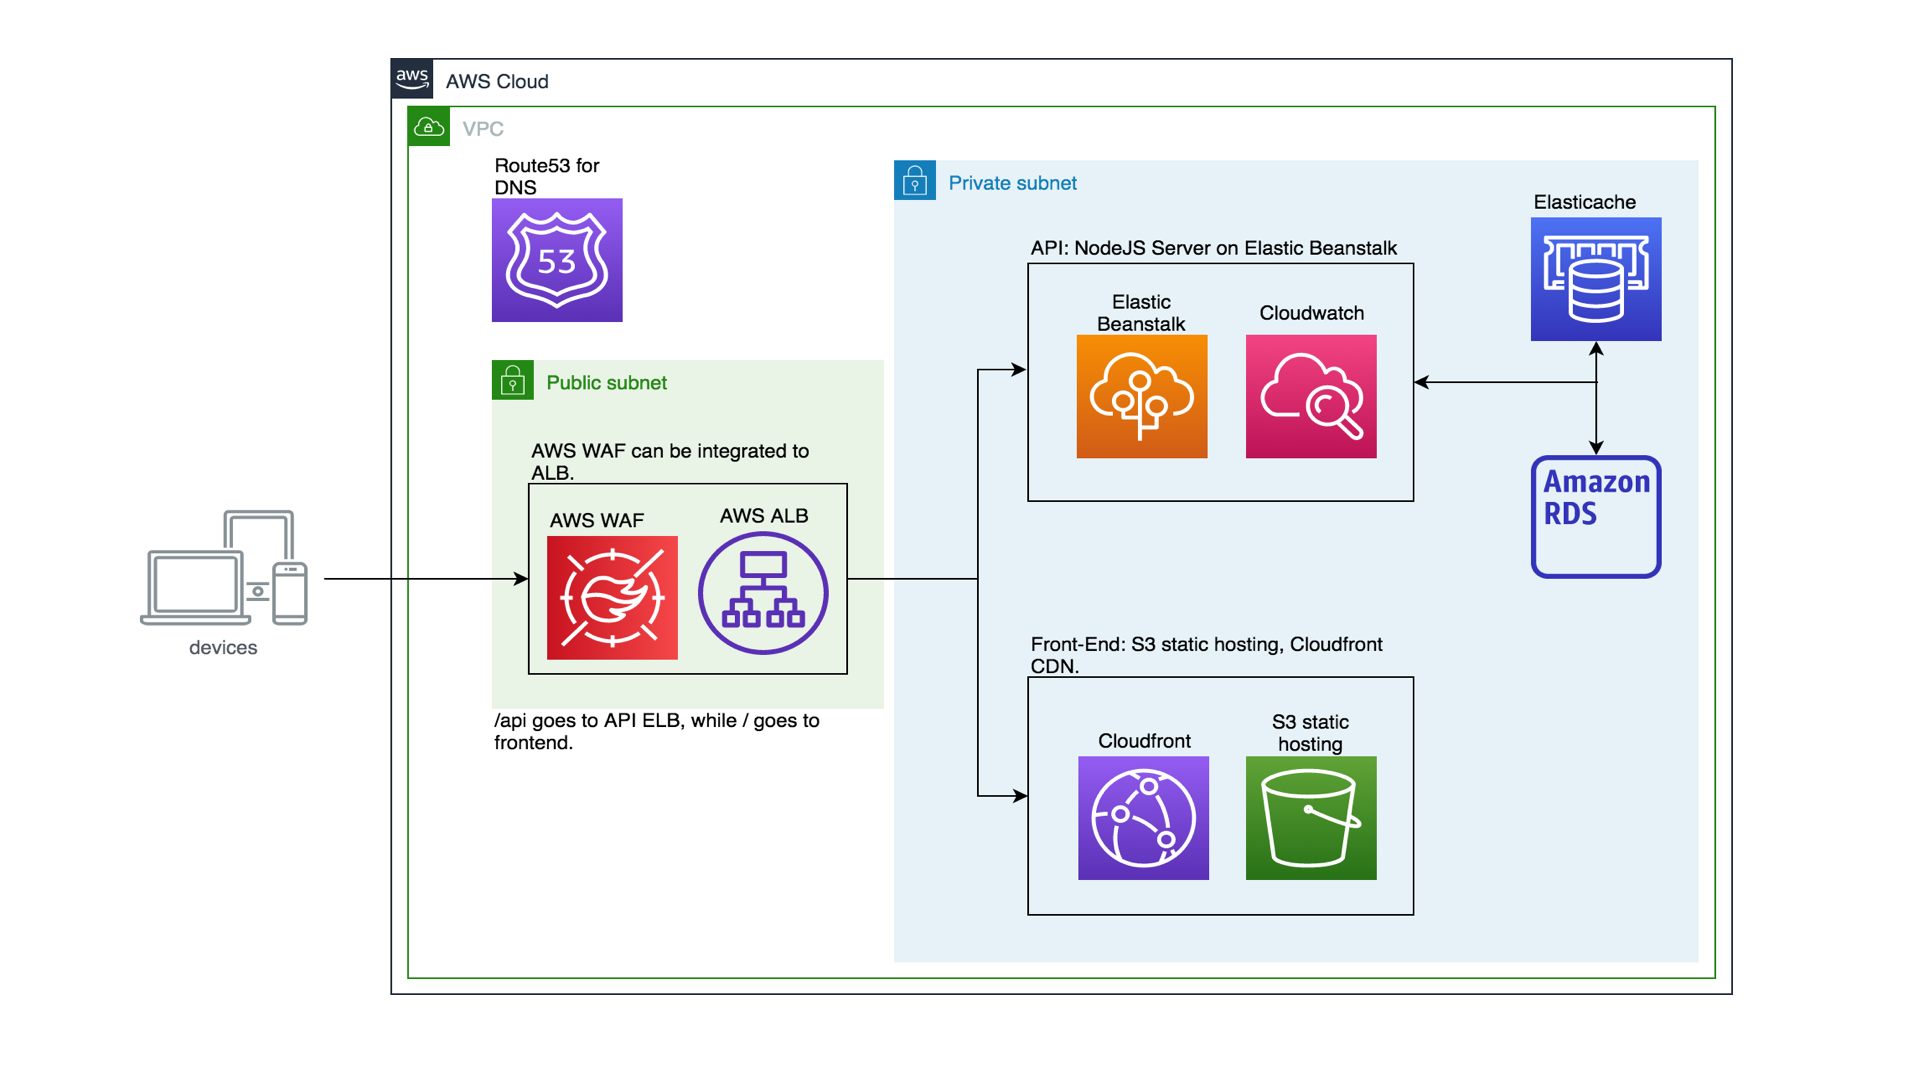 aws
AWS Cloud
VPC
Route53 for
DNS
53
Private subnet
Elasticache
API: NodeJS Server on Elastic Beanstalk
Elastic
Beanstalk
Cloudwatch
Public subnet
AWS WAF can be integrated to
ALB.
AWS WAF
AWS ALB
Amazon
RDS
devices
Front-End: S3 static hosting, Cloudfront
CDN.
/api goes to API ELB, while / goes to
frontend.
Cloudfront
S3 static
hosting